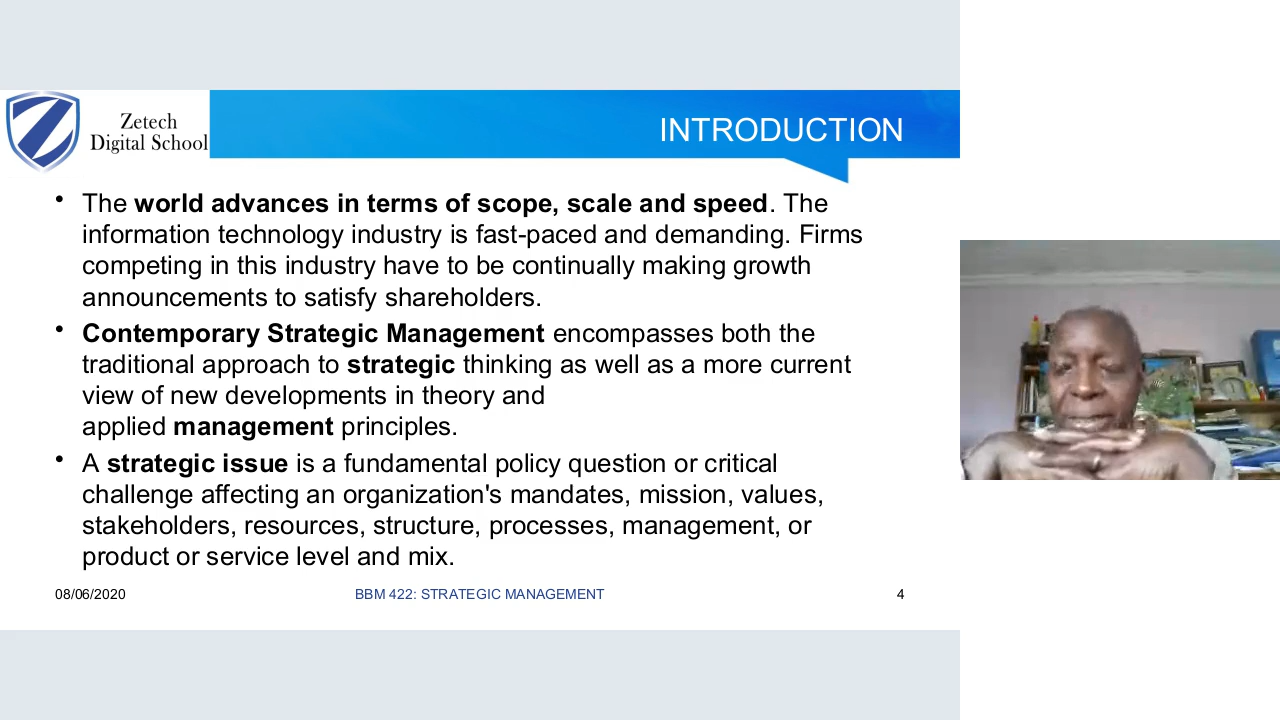 Zetech
Digital School
INTRODUCTION
• The world advances in terms of scope, scale and speed. The
information technology industry is fast-paced and demanding. Firms
competing in this industry have to be continually making growth
announcements to satisfy shareholders.
• Contemporary Strategic Management encompasses both the
traditional approach to strategic thinking as well as a more current
view of new developments in theory and
applied management principles.
• A strategic issue is a fundamental policy question or critical
challenge affecting an organization's mandates, mission, values,
stakeholders, resources, structure, processes, management, or
product or service level and mix.
08/06/2020 BBM 422: STRATEGIC MANAGEMENT 4